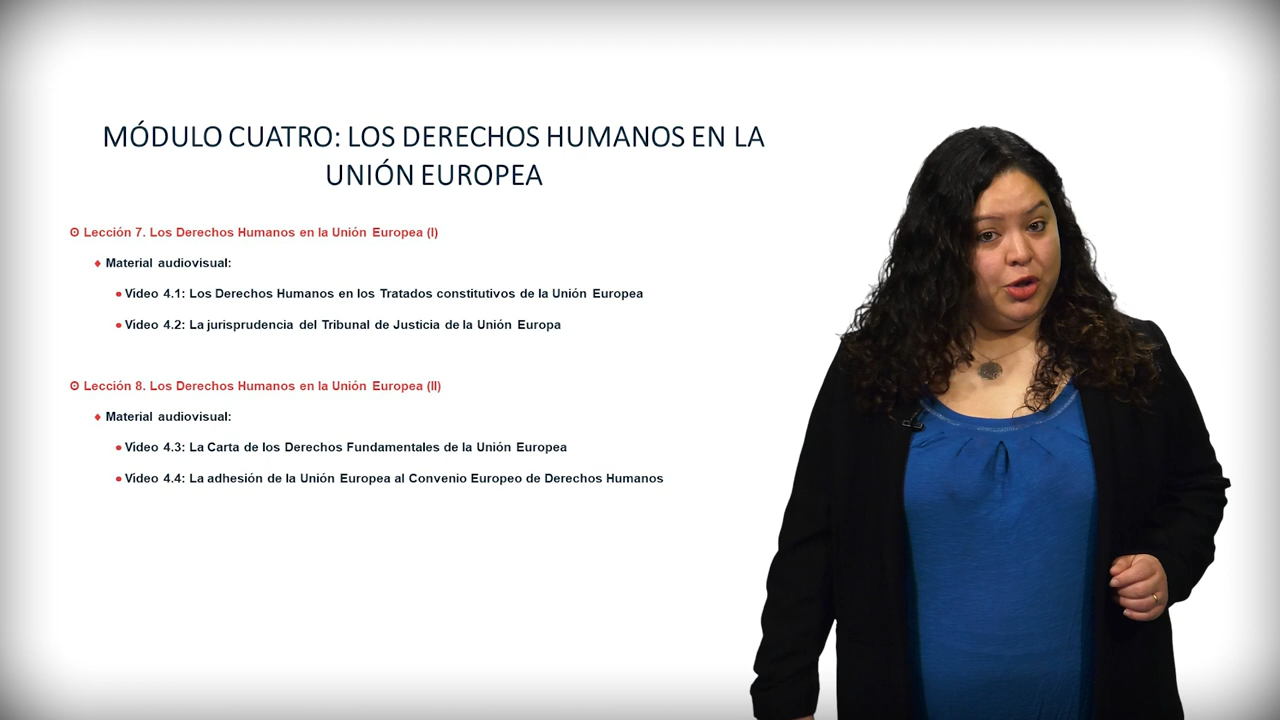 MÓDULO CUATRO: LOS DERECHOS HUMANOS EN LA
UNIÓN EUROPEA
Lección 7. Los Derechos Humanos en la Unión Europea (I)
Material audiovisual:
Video 4.1: Los Derechos Humanos en los Tratados constitutivos de la Unión Europea
Video 4.2: La jurisprudencia del Tribunal de Justicia de la Unión Europa
Lección 8. Los Derechos Humanos en la Unión Europea (II)
Material audiovisual:
Video 4.3: La Carta de los Derechos Fundamentales de la Unión Europea
Video 4.4: La adhesión de la Unión Europea al Convenio Europeo de Derechos Humanos